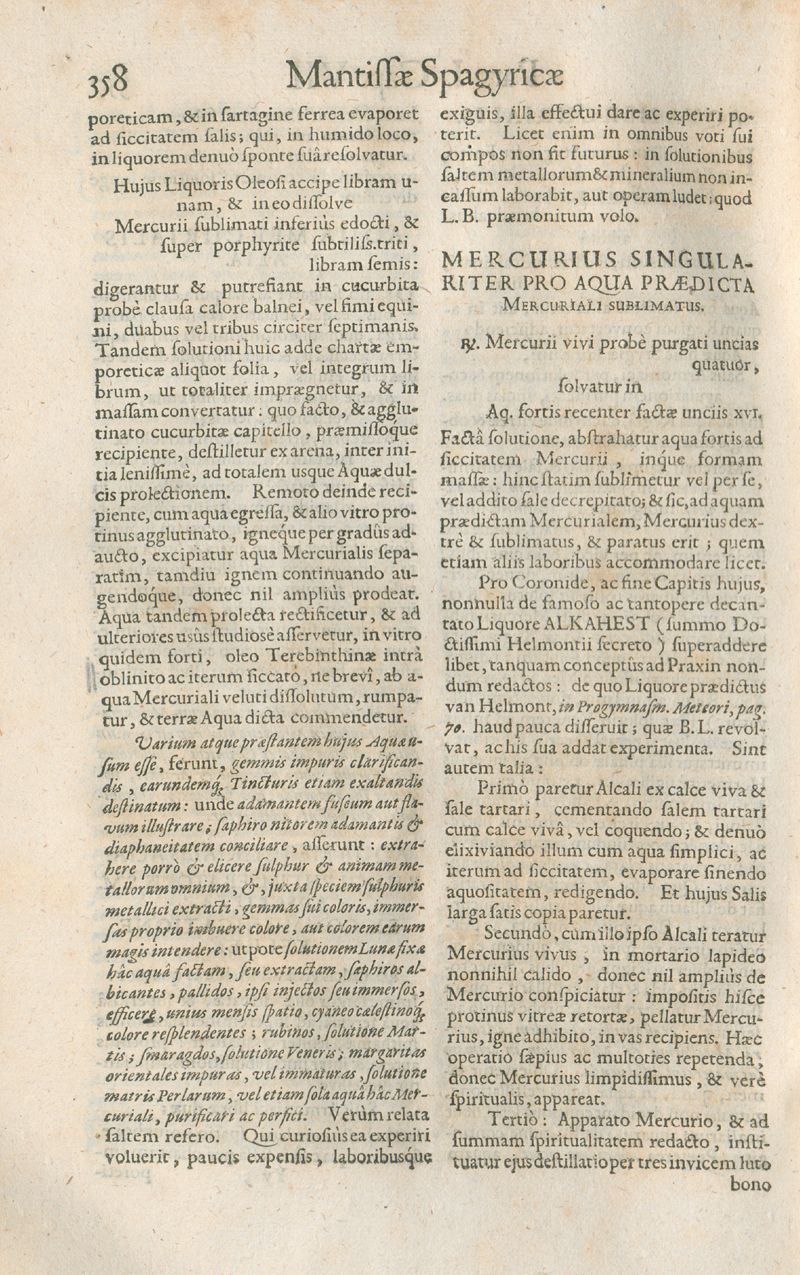 358
Mantiſſæ Spagyricæ
poreticam, & in ſartagine ferrea evaporet
ad ſiccitatem ſalis; qui, in humido loco,
in liquorem denuò ſponte ſuâ reſolvatur.
Hujus Liquoris Oleoſi accipe libram u-
nam, & in eo diſſolve
Mercurii ſublimati inferiùs edocti, &
ſuper porphyrite ſubtiliſs. triti,
libram ſemis:
digerantur & putrefiant in cucurbita
probè clauſa calore balnei, vel fimi equi-
ni, duabus vel tribus circiter ſeptimanis.
Tandem ſolutioni huic adde chartæ em-
poreticæ aliquot folia, vel integrum li-
brum, ut totaliter imprægnetur, & in
maſſam convertatur: quo facto, & agglu-
tinato cucurbitæ capitello, præmiſſoque
recipiente, deſtilletur ex arena, inter ini-
tia leniſſimè, ad totalem usque Aquæ dul-
cis prolectionem. Remoto deinde reci-
piente, cum aqua egreſſa, & alio vitro pro-
tinus agglutinato, igneque per gradùs ad-
aucto, excipiatur aqua Mercurialis ſepa-
ratim, tamdiu ignem continuando au-
gendoque, donec nil ampliùs prodeat.
Aqua tandem prolecta rectificetur, & ad
ulteriores usùs ſtudiosè aſſervetur, in vitro
quidem forti, oleo Terebinthinæ intrà
oblinito ac iterum ſiccato, ne brevî, ab a-
qua Mercuriali veluti diſſolutum, rumpa-
tur, & terræ Aqua dicta commendetur.
Varium atque præſtantem hujus Aquæ u-
ſum eſſe, ferunt, gemmis impuris clarifican-
dis, earundemq́; Tincturis etiam exaltandis
deſtinatum: unde adamantem fuſcum aut fla-
vum illuſtrare; ſaphiro nitorem adamantis &
diaphaneitatem conciliare, aſſerunt: extra-
here porrò & elicere ſulphur & animam me-
tallorum omnium, &, juxta ſpeciem ſulphuris
metallici extracti, gemmas ſui coloris, immer-
ſas proprio imbuere colore, aut colorem earum
magis intendere: utpote ſolutionem Lunæ fixæ
hâc aquâ factam, ſeu extractam, ſaphiros al-
bicantes, pallidos, ipſi injectos ſeu immerſos,
efficere, unius menſis ſpatio, cyaneo cæleſtinoq́;
colore reſplendentes; rubinos, ſolutione Mar-
tis; ſmaragdos, ſolutione Veneris; margaritas
orientales impuras, vel immaturas, ſolutione
matris Perlarum, vel etiam ſola aquâ hâc Mer-
curiali, purificari ac perfici. Verùm relata
ſaltem refero. Qui curioſiùs ea experiri
voluerit, paucis expenſis, laboribusq́ue
exiguis, illa effectui dare ac experiri po-
terit. Licet enim in omnibus voti ſui
compos non ſit futurus: in ſolutionibus
ſaltem metallorum & mineralium non in-
caſſum laborabit, aut operam ludet; quod
L. B. præmonitum volo.
MERCURIUS SINGULA-
RITER PRO AQUA PRÆDICTA
MERCURIALI SUBLIMATUS.
℞. Mercurii vivi probè purgati uncias
quatuor,
ſolvatur in
Aq. fortis recenter factæ unciis XVI.
Factâ ſolutione, abſtrahatur aqua fortis ad
ſiccitatem Mercurii, inq́ue formam
maſſæ: hinc ſtatim ſublimetur vel per ſe,
vel addito ſale decrepitato; & ſic, ad aquam
prædictam Mercurialem, Mercurius dex-
trè & ſublimatus, & paratus erit; quem
etiam aliis laboribus accommodare licet.
Pro Coronide, ac fine Capitis hujus,
nonnulla de famoſo ac tantopere decan-
tato Liquore ALKAHEST (ſummo Do-
ctiſſimi Helmontii ſecreto) ſuperaddere
libet, tanquam conceptùs ad Praxin non-
dum redactos: de quo Liquore prædictus
van Helmont, in Progymnaſm. Meteori, pag.
70. haud pauca diſſeruit; quæ B. L. revol-
vat, ac his ſua addat experimenta. Sint
autem talia:
Primò paretur Alcali ex calce viva &
ſale tartari, cementando ſalem tartari
cum calce vivâ, vel coquendo; & denuò
elixiviando illum cum aqua ſimplici, ac
iterum ad ſiccitatem, evaporare ſinendo
aquoſitatem, redigendo. Et hujus Salis
larga ſatis copia paretur.
Secundò, cum illo ipſo Alcali teratur
Mercurius vivus, in mortario lapideo
nonnihil calido, donec nil ampliùs de
Mercurio conſpiciatur: impoſitis hiſce
protinus vitreæ retortæ, pellatur Mercu-
rius, igne adhibito, in vas recipiens. Hæc
operatio ſæpius ac multoties repetenda,
donec Mercurius limpidiſſimus, & verè
ſpiritualis, appareat.
Tertiò: Apparato Mercurio, & ad
ſummam ſpiritualitatem redacto, inſti-
tuatur ejus deſtillatio per tres invicem luto
bono